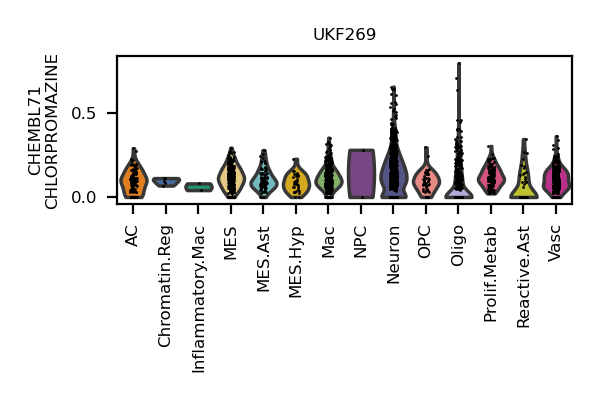 UKF269
CHEMBL71
CHLORPROMAZINE
0.5
0.0
AC
Chromatin.Reg
Inflammatory.Mac
MES
MES.Ast
MES.Hyp
Mac
NPC
Neuron
OPC
Oligo
Prolif.Metab
Reactive.Ast
Vasc